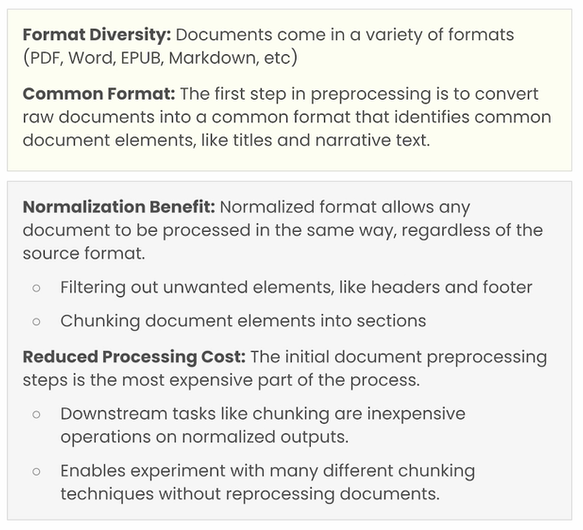 Format Diversity: Documents come in a variety of formats
(PDF, Word, EPUB, Markdown, etc)
Common Format: The first step in preprocessing is to convert
raw documents into a common format that identifies common
document elements, like titles and narrative text.
Normalization Benefit: Normalized format allows any
document to be processed in the same way, regardless of the
source format.
○ Filtering out unwanted elements, like headers and footer
○ Chunking document elements into sections
Reduced Processing Cost: The initial document preprocessing
steps is the most expensive part of the process.
○ Downstream tasks like chunking are inexpensive
operations on normalized outputs.
○ Enables experiment with many different chunking
techniques without reprocessing documents.